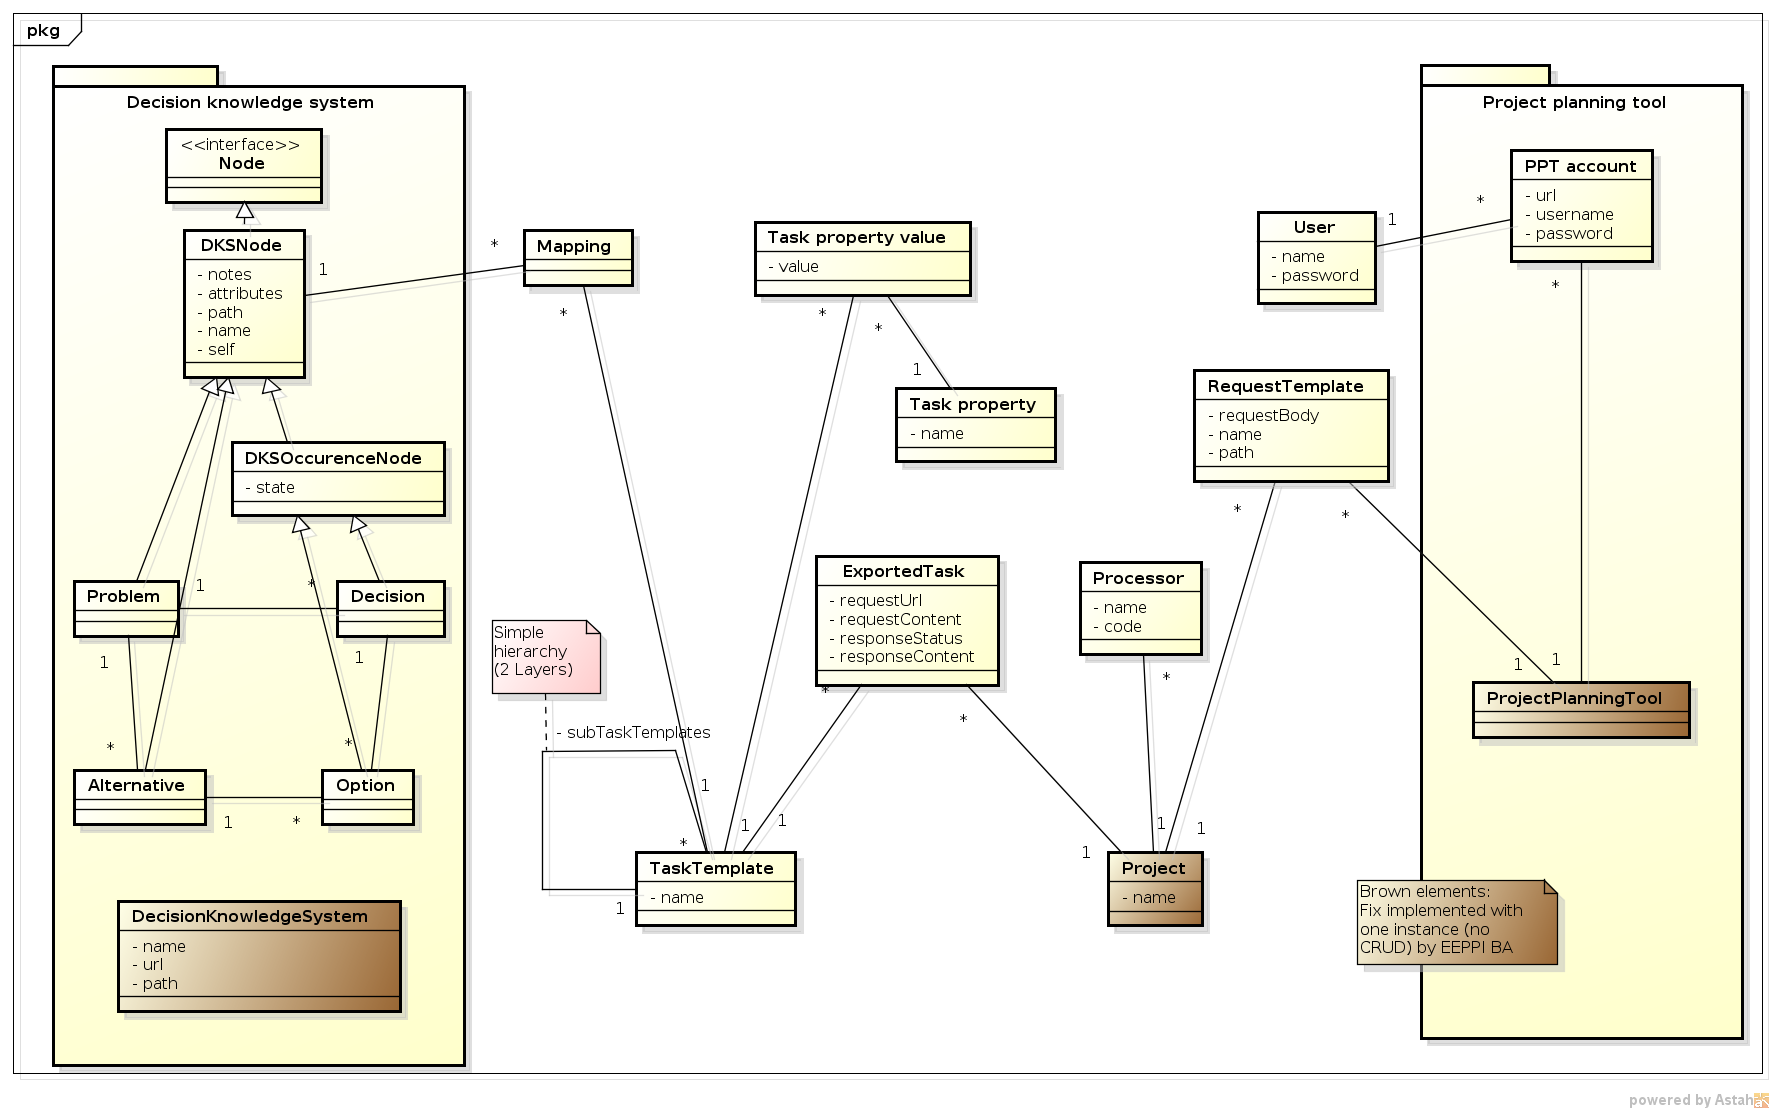 pkg
Decision knowledge system
<<interface>>
Node
DKSNode
- notes
- attributes
- path
- name
- self
1
*
Mapping
*
DKSOccurenceNode
- state
Problem
1
*
Decision
1
1
*
*
Alternative
1
*
Option
DecisionKnowledgeSystem
- name
- url
- path
Task property value
- value
*
*
1
Task property
- name
Simple
hierarchy
(2 Layers)
- subTaskTemplates
ExportedTask
- requestUrl
- requestContent
- responseStatus
- responseContent
*
*
1
*
1
1
1
TaskTemplate
- name
Processor
- name
- code
*
1
1
1
Project
- name
User
- name
- password
1
*
RequestTemplate
- requestBody
- name
- path
*
*
Project planning tool
PPT account
- url
- username
- password
*
1
1
ProjectPlanningTool
Brown elements:
Fix implemented with
one instance (no
CRUD) by EEPPI BA
powered by Astah